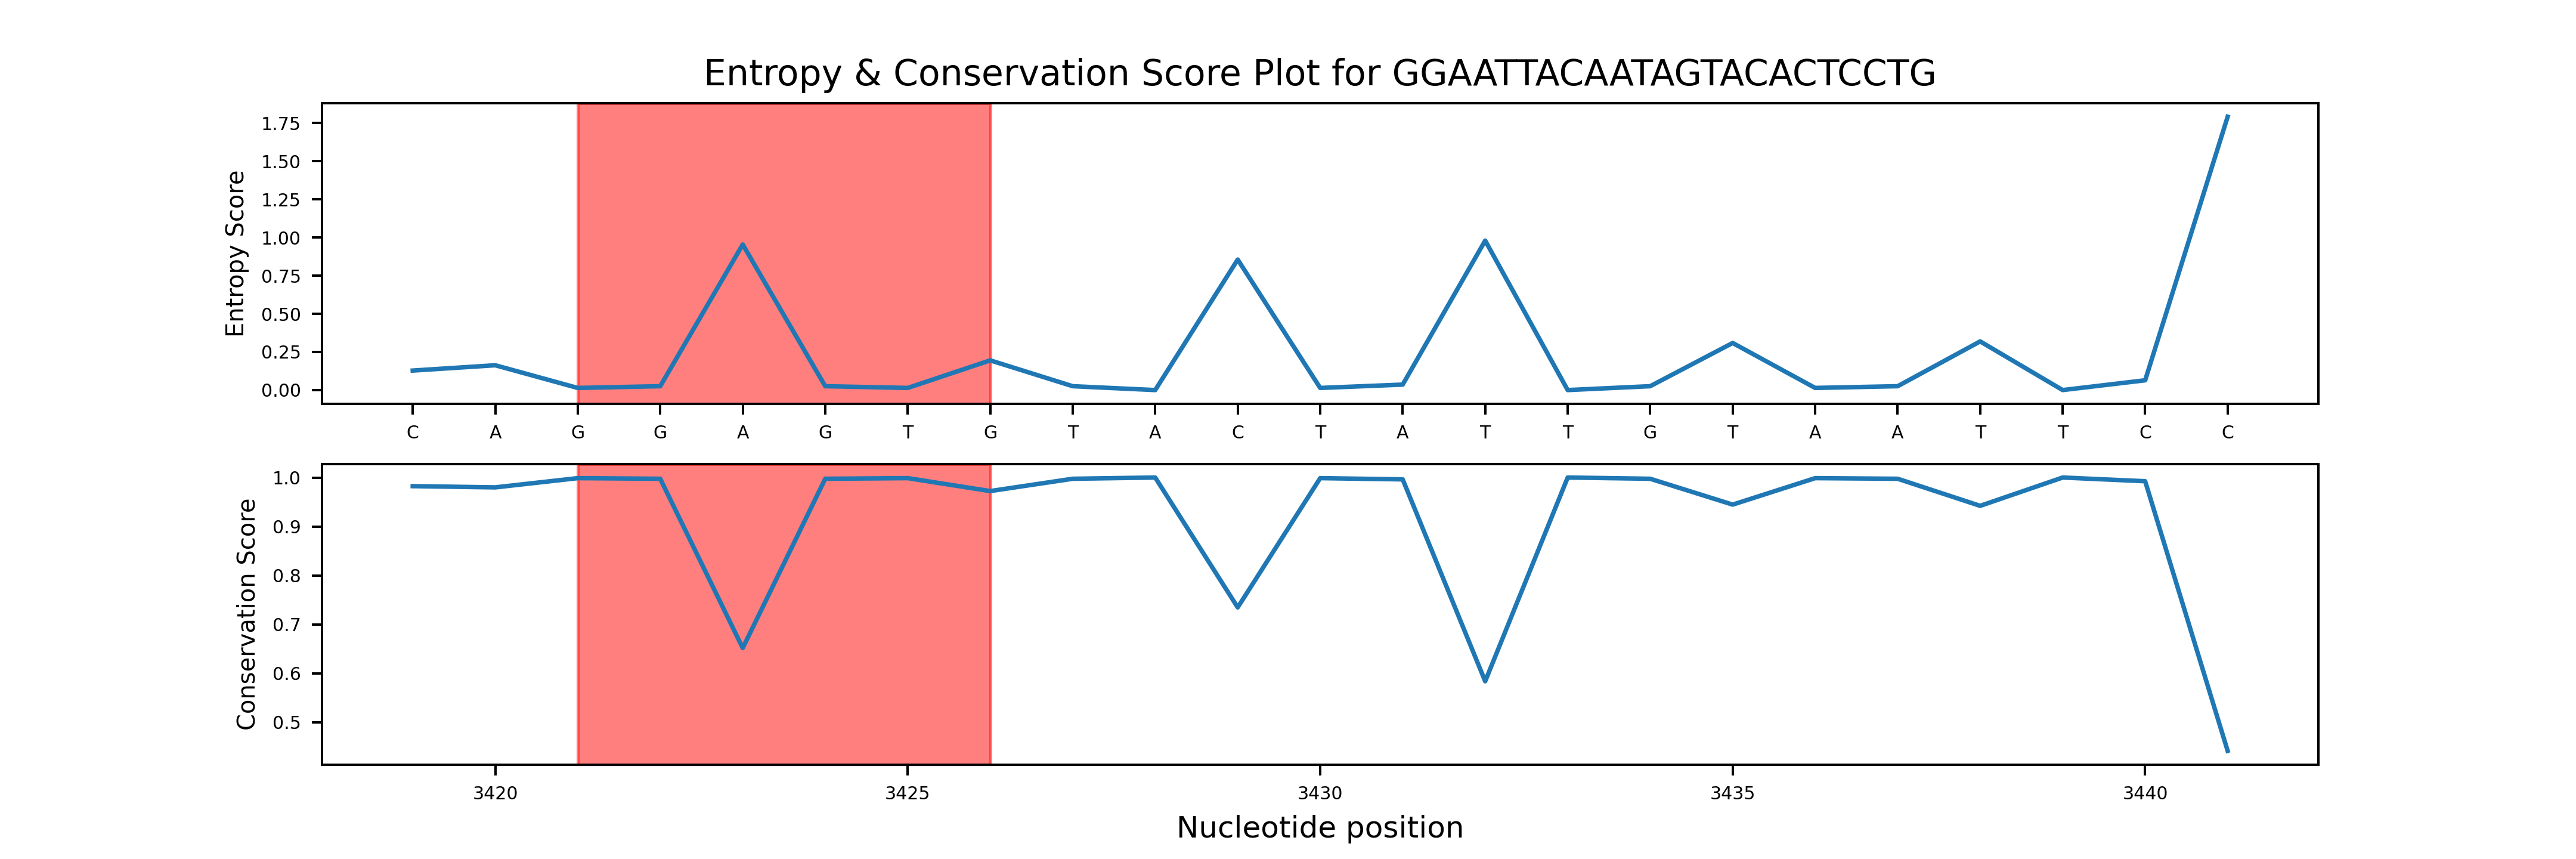 Entropy & Conservation Score Plot for GGAATTACAATAGTACACTCCTG
Entropy Score
1.75
1.50
1.25
1.00
0.75
0.50
0.25
0.00
C A G G A G T G T A C T A T T G T A A T T C C
Conservation Score
1.0
0.9
0.8
0.7
0.6
0.5
3420 3425 3430 3435 3440
Nucleotide position